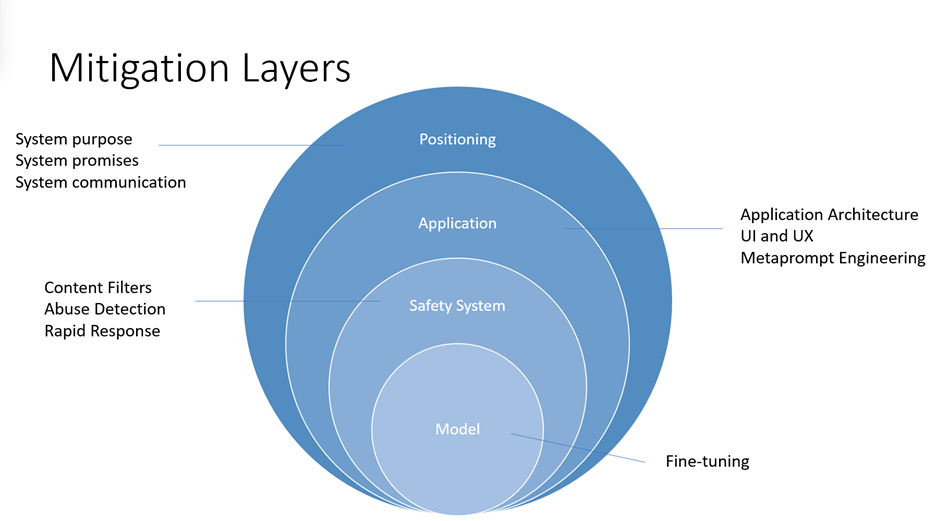 Mitigation Layers
System purpose
System promises
System communication
Positioning
Application
Application Architecture
UI and UX
Metaprompt Engineering
Content Filters
Abuse Detection
Rapid Response
Safety System
Model
Fine-tuning